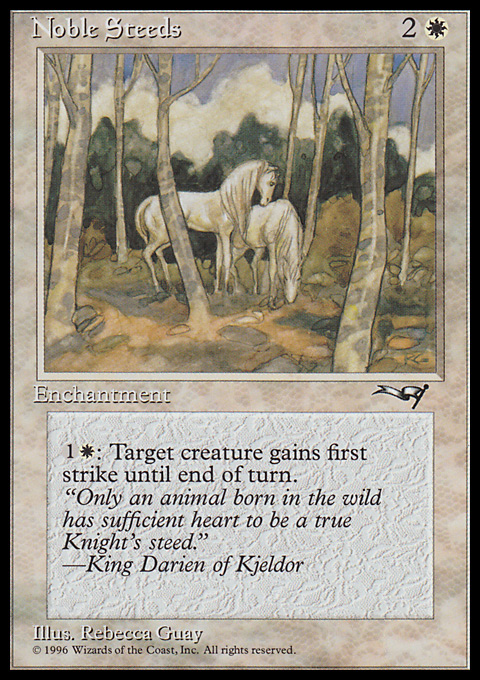 Noble Steeds 2
Enchantment
1: Target creature gains first
strike until end of turn.
“Only an animal born in the wild
has sufficient heart to be a true
Knight's steed.”
—King Darien of Kjeldor
Illus. Rebecca Guay
© 1996 Wizards of the Coast, Inc. All rights reserved.